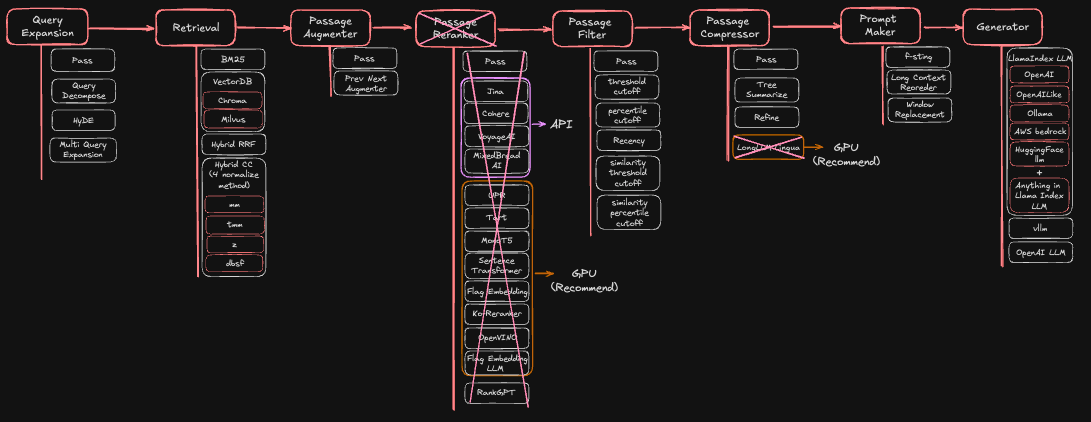 Query
Expansion
Pass
Query
Decompose
HyDE
Multi Query
Expansion
Retrieval
BM25
VectorDB
Chroma
Milvus
Hybrid RRF
Hybrid CC
(4 normalize
method)
mm
tmm
z
dbsf
Passage
Augmenter
Pass
Prev Next
Augmenter
Passage
Reranker
Pass
Jina
Cohere
VoyageAI
MixedBread
AI
API
UPR
Tart
MonoT5
Sentence
Transformer
Flag Embedding
Ko-Reranker
OpenVINO
Flag Embedding
LLM
GPU
(Recommend)
RankGPT
Passage
Filter
Pass
threshold
cutoff
percentile
cutoff
Recency
similarity
threshold
cutoff
similarity
percentile
cutoff
Passage
Compressor
Pass
Tree
Summarize
Refine
LongLLMLingua
GPU
(Recommend)
Prompt
Maker
f-sting
Long Context
Reoreder
Window
Replacement
Generator
LlamaIndex LLM
OpenAI
OpenAILike
Ollama
AWS bedrock
HuggingFace
llm
+
Anything in
Llama Index
LLM
vllm
OpenAI LLM